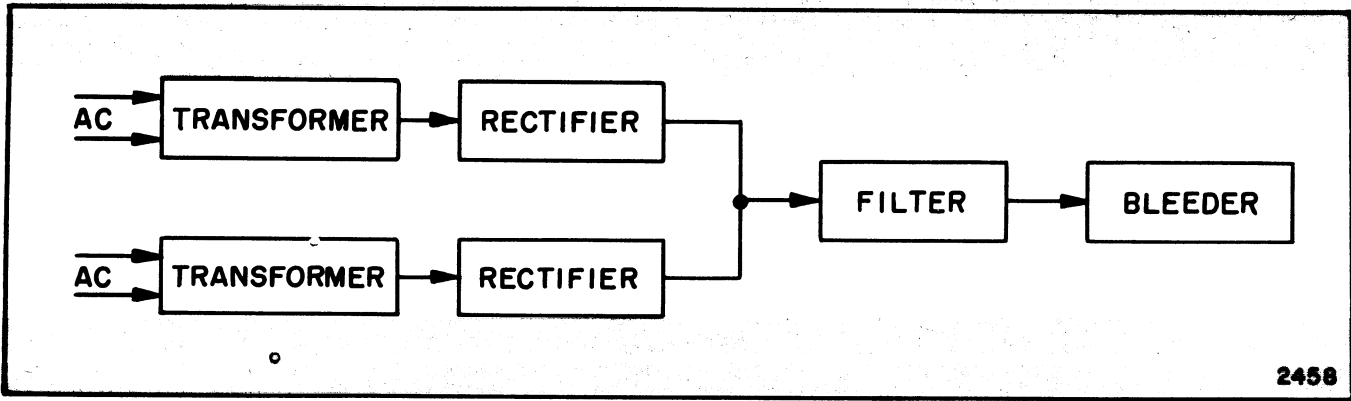 AC TRANSFORMER RECTIFIER
FILTER BLEEDER
AC TRANSFORMER RECTIFIER
2458